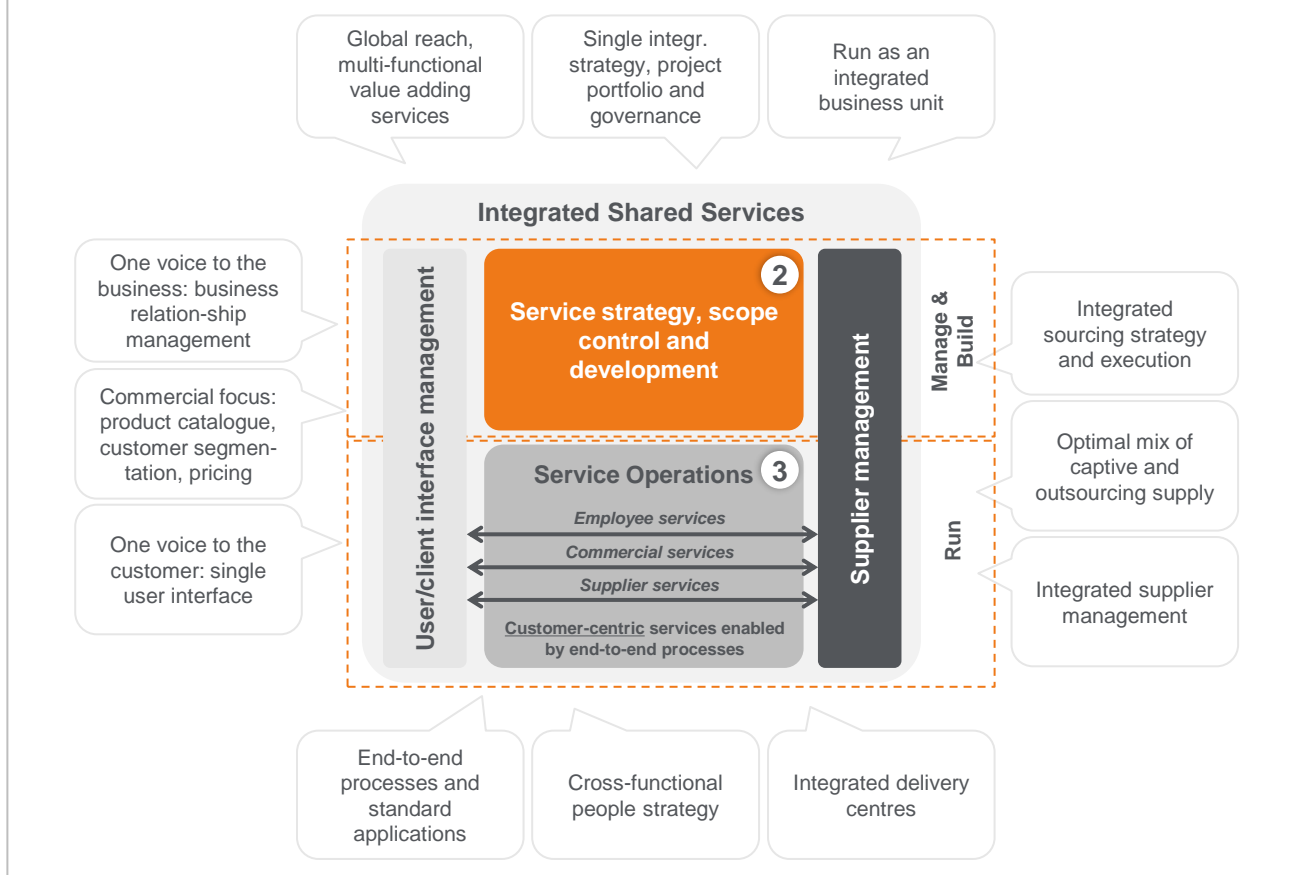 Global reach,
multi-functional
value adding
services
Single integr.
strategy, project
portfolio and
governance
Run as an
integrated
business unit
Integrated Shared Services
One voice to the
business: business
relation-ship
management
Commercial focus:
product catalogue,
customer segmen-
tation, pricing
One voice to the
customer: single
user interface
User/client interface management
2
Service strategy, scope
control and
development
Service Operations
3
Employee services
Commercial services
Supplier services
Customer-centric services enabled
by end-to-end processes
Supplier management
Manage &
Build
Run
Integrated
sourcing strategy
and execution
Optimal mix of
captive and
outsourcing supply
Integrated supplier
management
End-to-end
processes and
standard
applications
Cross-functional
people strategy
Integrated delivery
centres